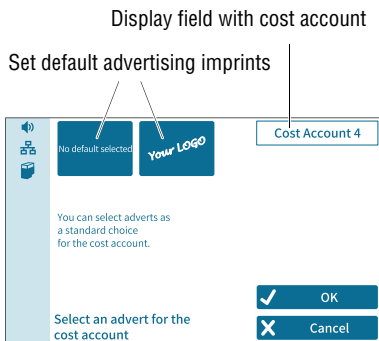 Display field with cost account
Set default advertising imprints
No default selected
Your LOGO
Cost Account 4
You can select adverts as
a standard choice
for the cost account.
OK
Select an advert for the
cost account
Cancel